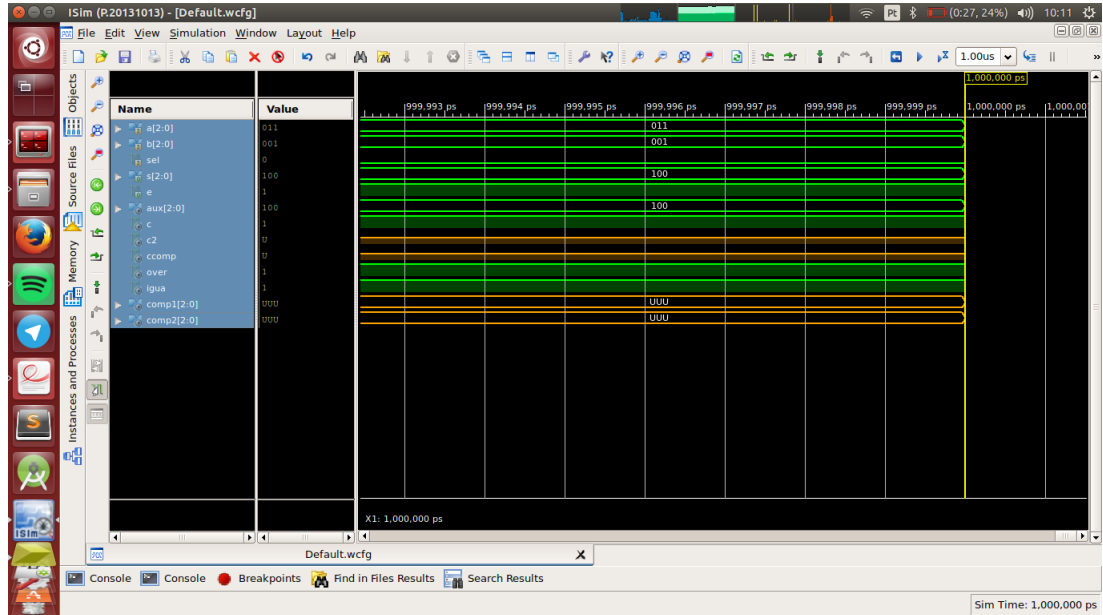 ISim (P.20131013) - [Default.wcfg]
Pt (0:27, 24%) 10:11
File Edit View Simulation Window Layout Help
1.00us »
Objects
Source Files
Memory
Instances and Processes
1,000,000 ps
Name Value
999,993 ps 999,994 ps 999,995 ps 999,996 ps 999,997 ps 999,998 ps 999,999 ps 1,000,000 ps 1,000,00
a[2:0] 011 011
b[2:0] 001 001
sel 0
s[2:0] 100 100
e 1
aux[2:0] 100 100
c 1
c2 U
ccomp U
over 1
igua 1
comp1[2:0] UUU UUU
comp2[2:0] UUU UUU
X1: 1,000,000 ps
ISim
Default.wcfg
Console Console Breakpoints Find in Files Results Search Results
Sim Time: 1,000,000 ps